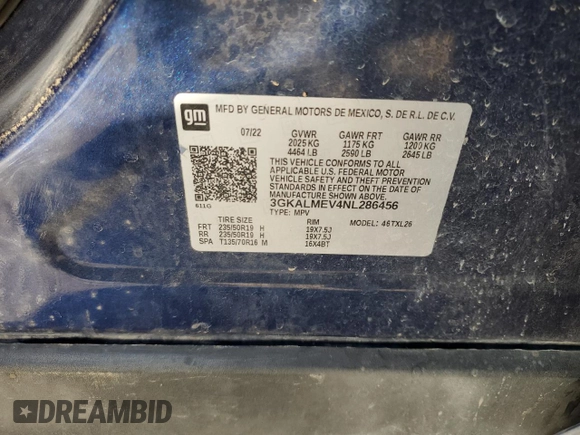 gm MFD BY GENERAL MOTORS DE MEXICO, S. DE R.L. DE C.V.
07/22 GVWR GAWR FRT GAWR RR
2025 KG 1175 KG 1200 KG
4464 LB 2590 LB 2645 LB
THIS VEHICLE CONFORMS TO ALL
APPLICABLE U.S. FEDERAL MOTOR
VEHICLE SAFETY AND THEFT
PREVENTION STANDARDS IN
EFFECT ON THE DATE OF
MANUFACTURE SHOWN ABOVE.
3GKALMEV4NL286456
611G TYPE: MPV MODEL: 46TXL26
TIRE SIZE RIM
FRT 235/50R19 H 19X7.5J
RR 235/50R19 H 19X7.5J
SPA T135/70R16 M 16X4BT
DREAMBID